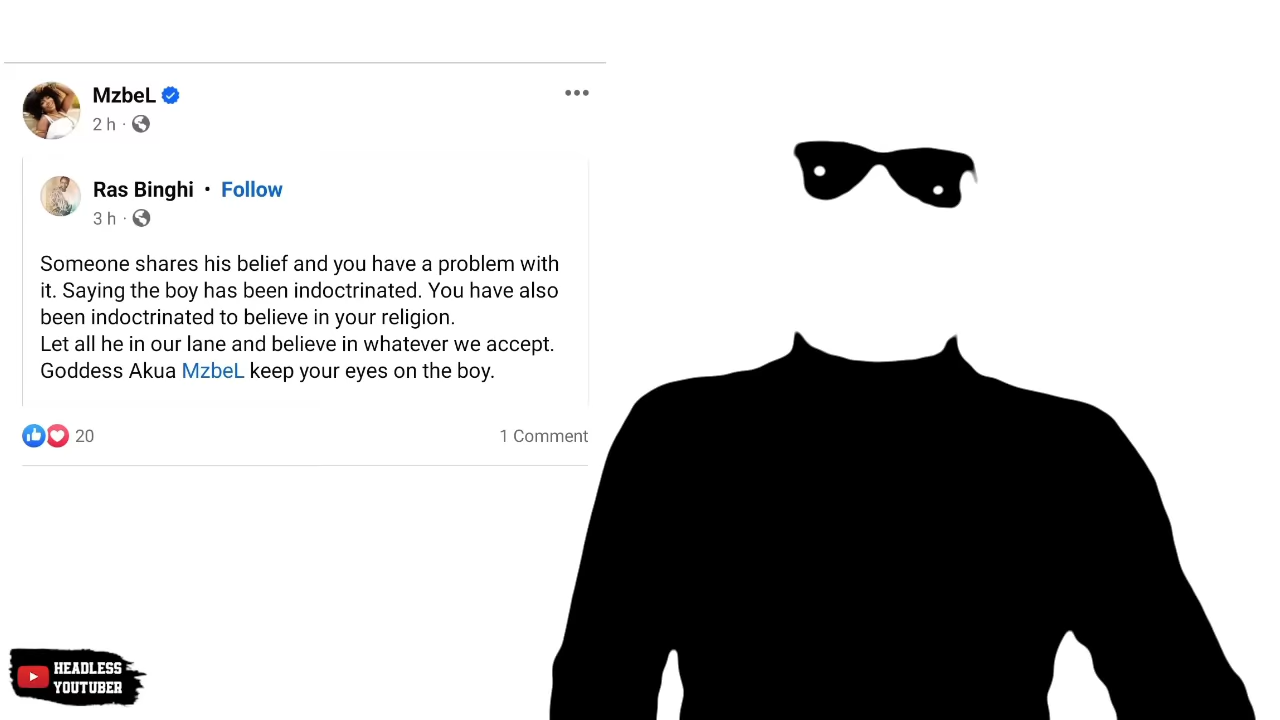 MzbeL
2 h ·
Ras Binghi • Follow
3 h ·
Someone shares his belief and you have a problem with
it. Saying the boy has been indoctrinated. You have also
been indoctrinated to believe in your religion.
Let all he in our lane and believe in whatever we accept.
Goddess Akua MzbeL keep your eyes on the boy.
20
1 Comment
HEADLESS
YOUTUBER